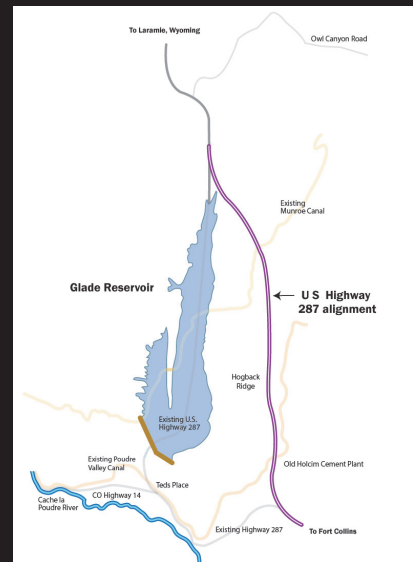 To Laramie, Wyoming
Owl Canyon Road
Existing
Munroe Canal
Glade Reservoir
U S Highway
287 alignment
Hogback
Ridge
Existing U.S.
Highway 287
Existing Poudre
Valley Canal
Old Holcim Cement Plant
Teds Place
Cache la
Poudre River
CO Highway 14
Existing Highway 287
To Fort Collins